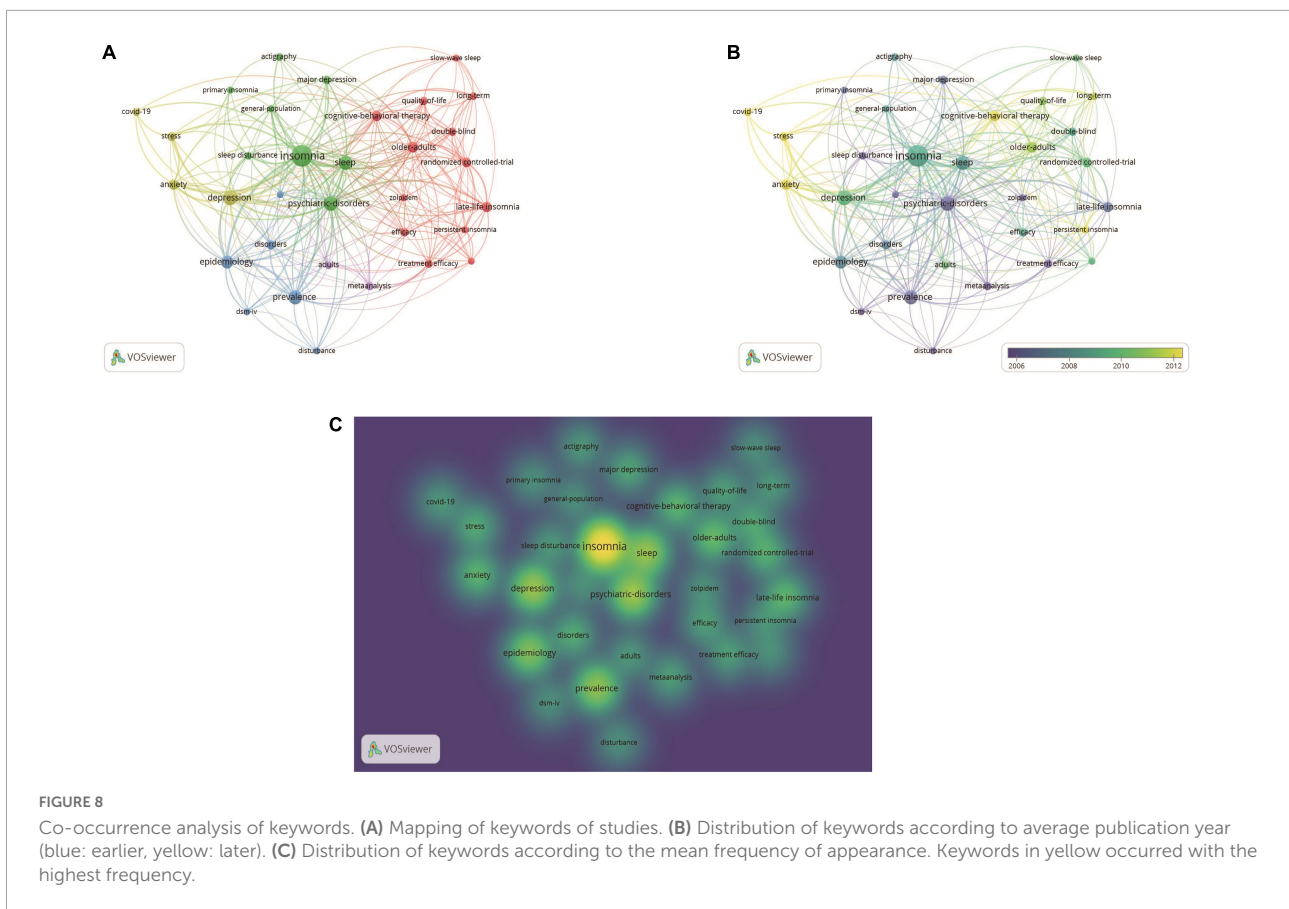 A
actigraphy
slow-wave sleep
major depression
primary insomnia
quality-of-life
long-term
covid-19
general-population
cognitive-behavioral therapy
stress
double-blind
sleep disturbance
insomnia
older-adults
sleep
randomized controlled-trial
anxiety
depression
psychiatric-disorders
zolpidem
late-life insomnia
efficacy
persistent insomnia
disorders
epidemiology
adults
treatment efficacy
metaanalysis
prevalence
dsm-iv
disturbance
VOSviewer
B
actigraphy
slow-wave sleep
major depression
primary insomnia
quality-of-life
long-term
covid-19
general-population
cognitive-behavioral therapy
stress
double-blind
sleep disturbance
insomnia
older-adults
sleep
randomized controlled-trial
anxiety
depression
psychiatric-disorders
zolpidem
late-life insomnia
efficacy
persistent insomnia
disorders
epidemiology
adults
treatment efficacy
metaanalysis
prevalence
dsm-iv
disturbance
VOSviewer
2006 2008 2010 2012
C
actigraphy
slow-wave sleep
major depression
primary insomnia
quality-of-life
long-term
covid-19
general-population
cognitive-behavioral therapy
stress
double-blind
sleep disturbance
insomnia
older-adults
sleep
randomized controlled-trial
anxiety
depression
psychiatric-disorders
zolpidem
late-life insomnia
efficacy
persistent insomnia
disorders
epidemiology
adults
treatment efficacy
metaanalysis
prevalence
dsm-iv
disturbance
VOSviewer
FIGURE 8
Co-occurrence analysis of keywords. (A) Mapping of keywords of studies. (B) Distribution of keywords according to average publication year
(blue: earlier, yellow: later). (C) Distribution of keywords according to the mean frequency of appearance. Keywords in yellow occurred with the
highest frequency.